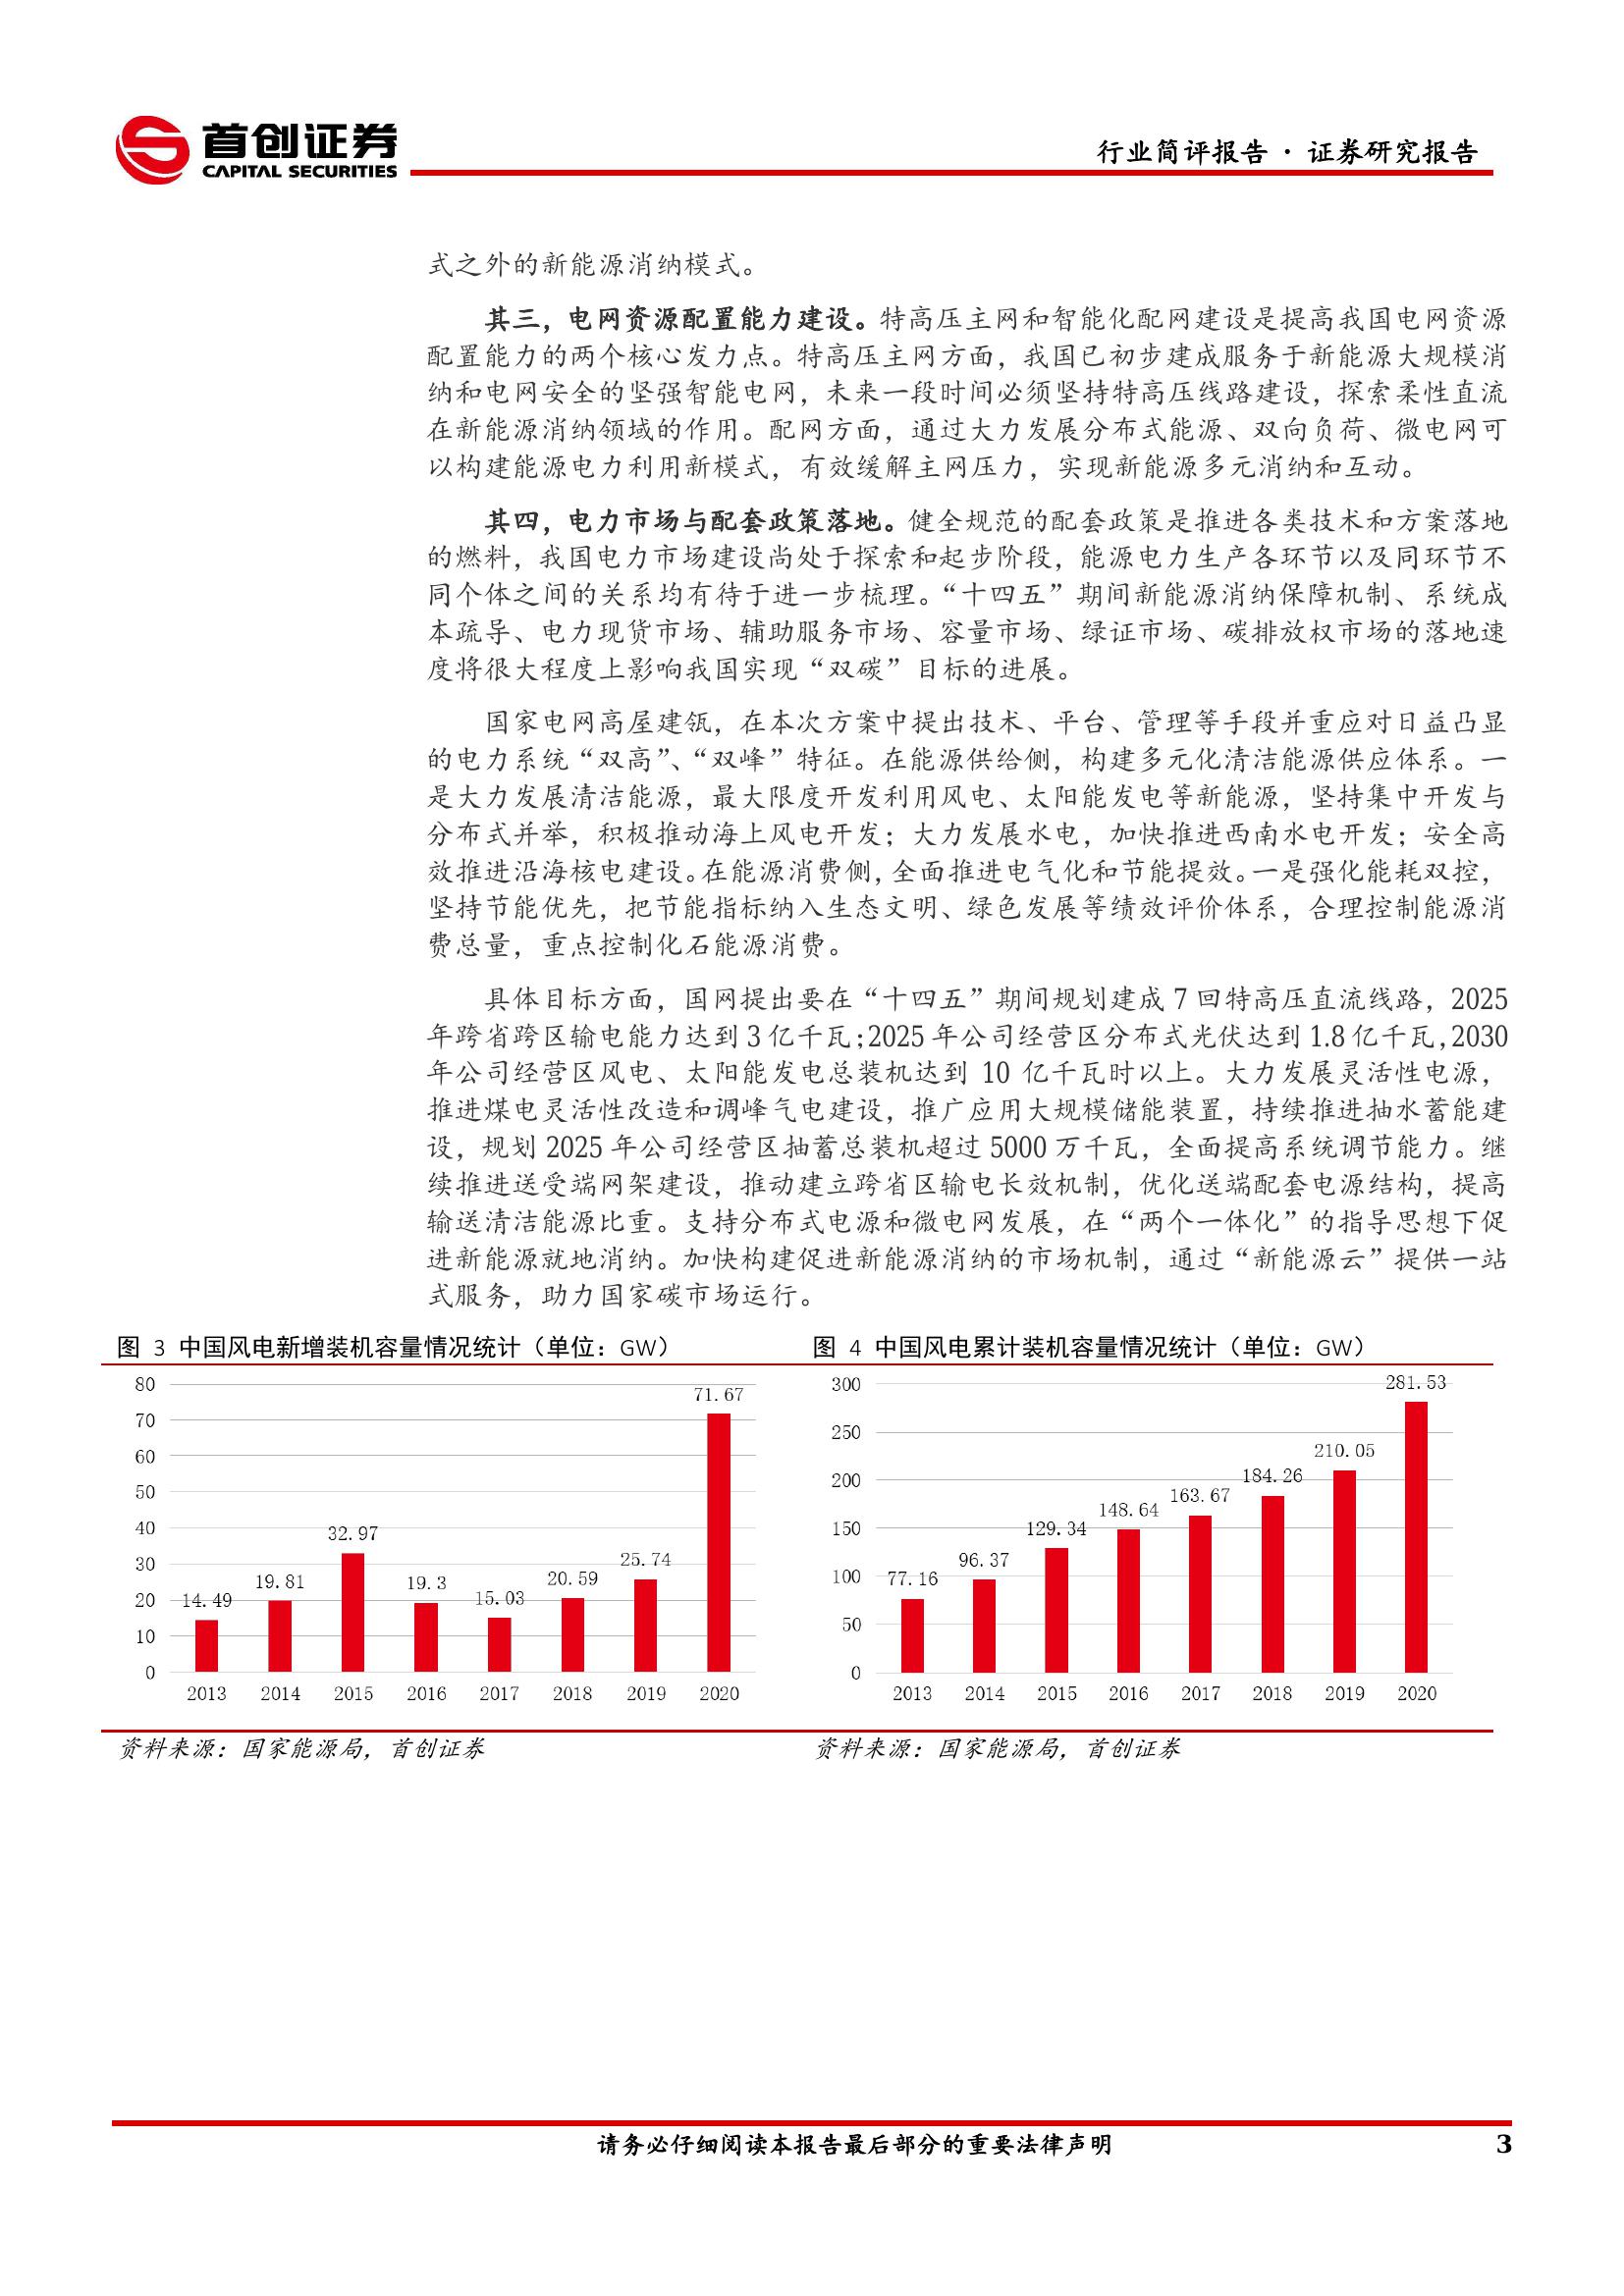 首创证券
CAPITAL SECURITIES
行业简评报告 · 证券研究报告
式之外的新能源消纳模式。
其三，电网资源配置能力建设。特高压主网和智能化配网建设是提高我国电网资源
配置能力的两个核心发力点。特高压主网方面，我国已初步建成服务于新能源大规模消
纳和电网安全的坚强智能电网，未来一段时间必须坚持特高压线路建设，探索柔性直流
在新能源消纳领域的作用。配网方面，通过大力发展分布式能源、双向负荷、微电网可
以构建能源电力利用新模式，有效缓解主网压力，实现新能源多元消纳和互动。
其四，电力市场与配套政策落地。健全规范的配套政策是推进各类技术和方案落地
的燃料，我国电力市场建设尚处于探索和起步阶段，能源电力生产各环节以及同环节不
同个体之间的关系均有待于进一步梳理。“十四五”期间新能源消纳保障机制、系统成
本疏导、电力现货市场、辅助服务市场、容量市场、绿证市场、碳排放权市场的落地速
度将很大程度上影响我国实现“双碳”目标的进展。
国家电网高屋建瓴，在本次方案中提出技术、平台、管理等手段并重应对日益凸显
的电力系统“双高”、“双峰”特征。在能源供给侧，构建多元化清洁能源供应体系。一
是大力发展清洁能源，最大限度开发利用风电、太阳能发电等新能源，坚持集中开发与
分布式并举，积极推动海上风电开发；大力发展水电，加快推进西南水电开发；安全高
效推进沿海核电建设。在能源消费侧，全面推进电气化和节能提效。一是强化能耗双控，
坚持节能优先，把节能指标纳入生态文明、绿色发展等绩效评价体系，合理控制能源消
费总量，重点控制化石能源消费。
具体目标方面，国网提出要在“十四五”期间规划建成 7 回特高压直流线路，2025
年跨省跨区输电能力达到 3 亿千瓦；2025 年公司经营区分布式光伏达到 1.8 亿千瓦，2030
年公司经营区风电、太阳能发电总装机达到 10 亿千瓦时以上。大力发展灵活性电源，
推进煤电灵活性改造和调峰气电建设，推广应用大规模储能装置，持续推进抽水蓄能建
设，规划 2025 年公司经营区抽蓄总装机超过 5000 万千瓦，全面提高系统调节能力。继
续推进送受端网架建设，推动建立跨省区输电长效机制，优化送端配套电源结构，提高
输送清洁能源比重。支持分布式电源和微电网发展，在“两个一体化”的指导思想下促
进新能源就地消纳。加快构建促进新能源消纳的市场机制，通过“新能源云”提供一站
式服务，助力国家碳市场运行。
图 3 中国风电新增装机容量情况统计（单位：GW）
80
70
60
50
40
30
20
10
0
14.49
19.81
32.97
19.3
15.03
20.59
25.74
71.67
2013 2014 2015 2016 2017 2018 2019 2020
资料来源：国家能源局，首创证券
图 4 中国风电累计装机容量情况统计（单位：GW）
300
250
200
150
100
50
0
77.16
96.37
129.34
148.64
163.67
184.26
210.05
281.53
2013 2014 2015 2016 2017 2018 2019 2020
资料来源：国家能源局，首创证券
请务必仔细阅读本报告最后部分的重要法律声明
3